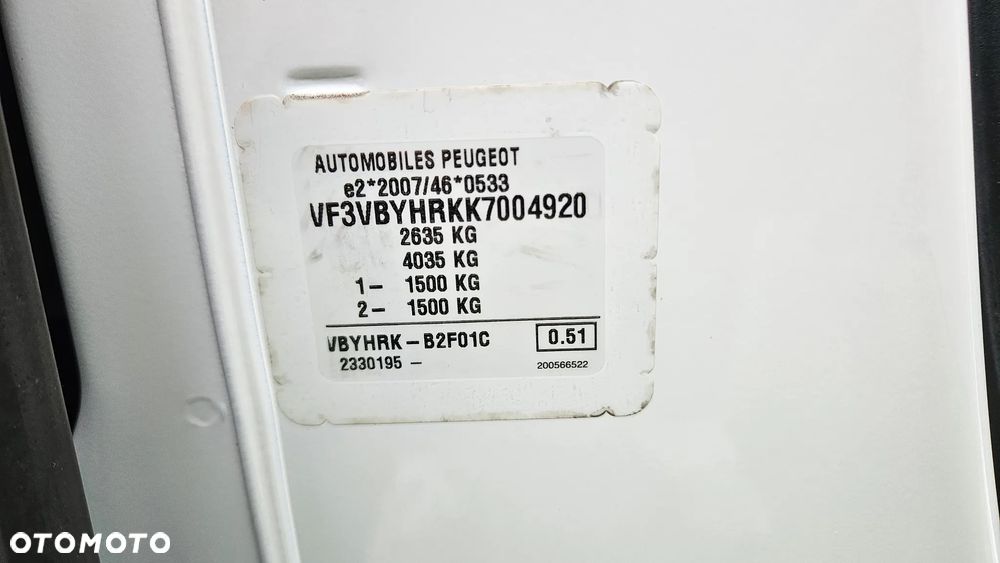 AUTOMOBILES PEUGEOT
e2*2007/46*0533
VF3VBYHRKK7004920
2635 KG
4035 KG
1- 1500 KG
2- 1500 KG
VBYHRK-B2F01C 0.51
2330195 - 200566522
OTOMOTO